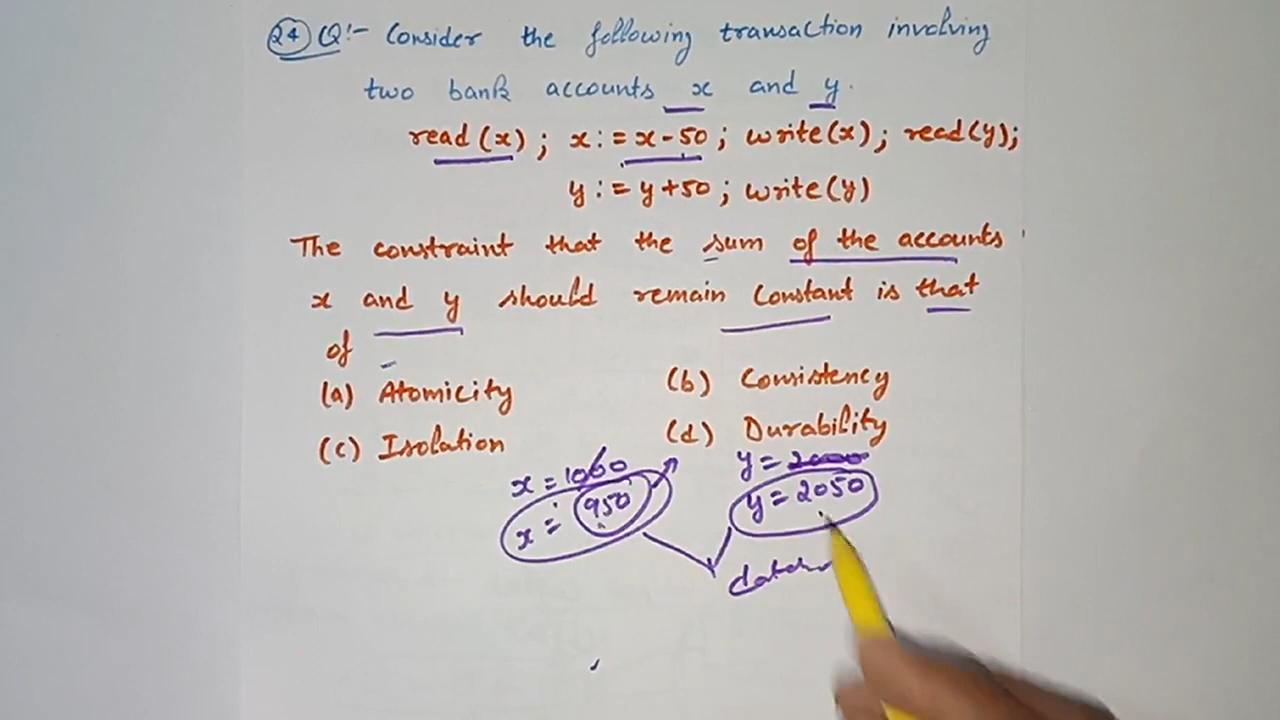 24 Q:- Consider the following transaction involving
two bank accounts x and y.
read(x); x:=x-50; write(x); read(y);
y:=y+50; write(y)
The constraint that the sum of the accounts
x and y should remain constant is that
of
(a) Atomicity (b) Consistency
(c) Isolation (d) Durability
x=1000 y=2000
x=950 y=2050